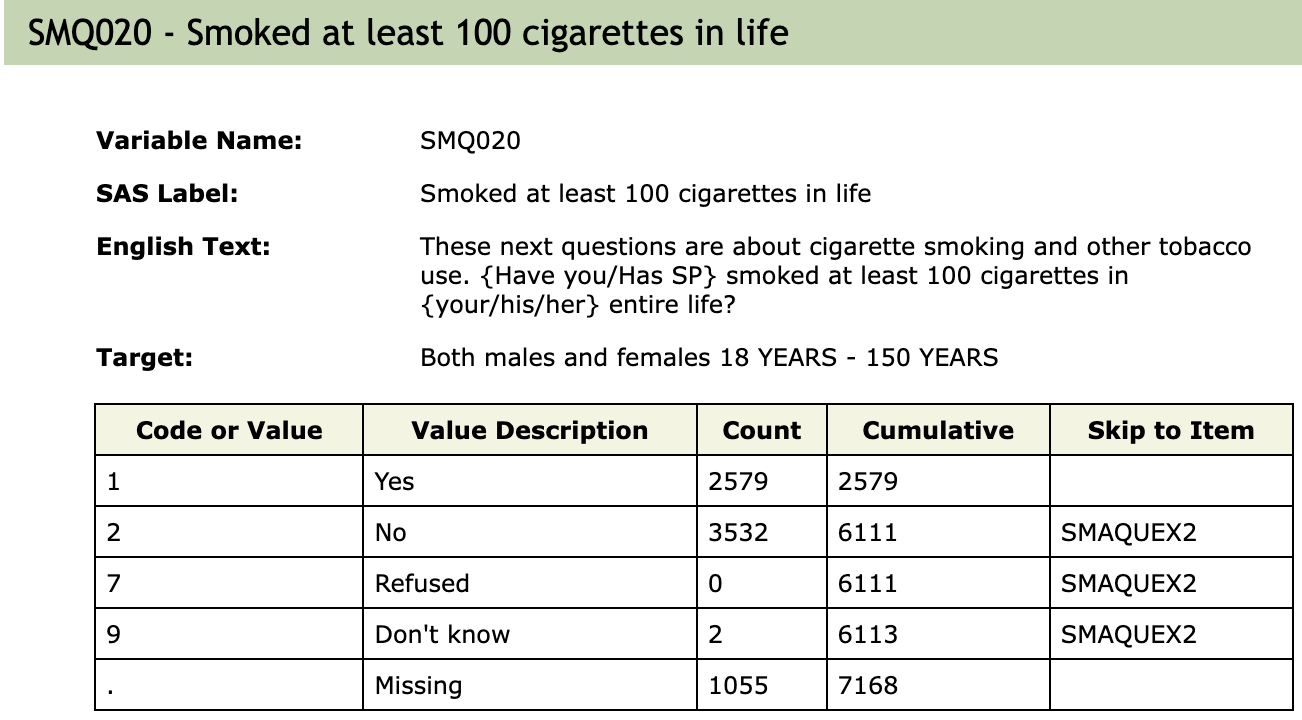 SMQ020 - Smoked at least 100 cigarettes in life
Variable Name: SMQ020
SAS Label: Smoked at least 100 cigarettes in life
English Text: These next questions are about cigarette smoking and other tobacco
use. {Have you/Has SP} smoked at least 100 cigarettes in
{your/his/her} entire life?
Target: Both males and females 18 YEARS - 150 YEARS
Code or Value Value Description Count Cumulative Skip to Item
1 Yes 2579 2579
2 No 3532 6111 SMAQUEX2
7 Refused 0 6111 SMAQUEX2
9 Don't know 2 6113 SMAQUEX2
. Missing 1055 7168